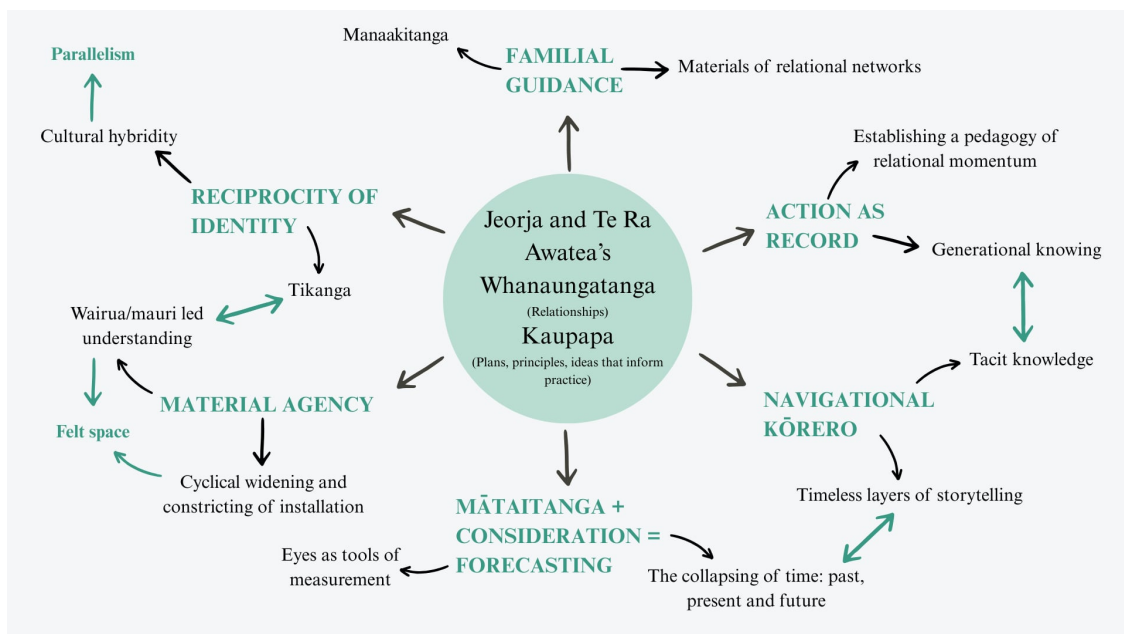 Jeorja and Te Ra
Awatea’s
Whanaungatanga
(Relationships)
Kaupapa
(Plans, principles, ideas that inform
practice)
FAMILIAL
GUIDANCE
Manaakitanga
Materials of relational networks
ACTION AS
RECORD
Establishing a pedagogy of
relational momentum
Generational knowing
NAVIGATIONAL
KŌRERO
Tacit knowledge
Timeless layers of storytelling
MĀTAITANGA +
CONSIDERATION =
FORECASTING
The collapsing of time: past,
present and future
Eyes as tools of
measurement
MATERIAL AGENCY
Cyclical widening and
constricting of installation
Wairua/mauri led
understanding
Felt space
RECIPROCITY OF
IDENTITY
Tikanga
Cultural hybridity
Parallelism